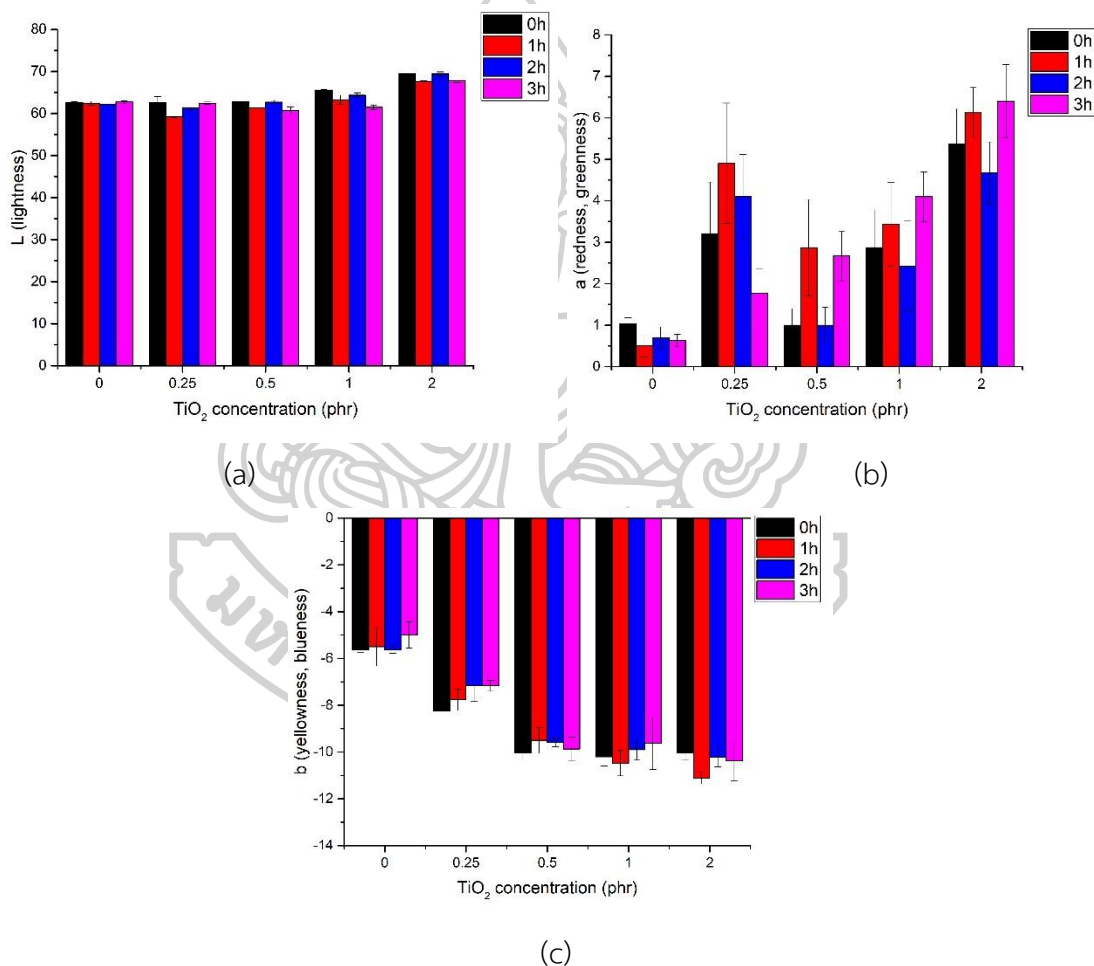 80
70
60
50
40
30
20
10
0
L (lightness)
0h
1h
2h
3h
0 0.25 0.5 1 2
TiO₂ concentration (phr)
(a)
8
7
6
5
4
3
2
1
0
a (redness, greenness)
0h
1h
2h
3h
0 0.25 0.5 1 2
TiO₂ concentration (phr)
(b)
0
-2
-4
-6
-8
-10
-12
-14
b (yellowness, blueness)
0h
1h
2h
3h
0 0.25 0.5 1 2
TiO₂ concentration (phr)
(c)